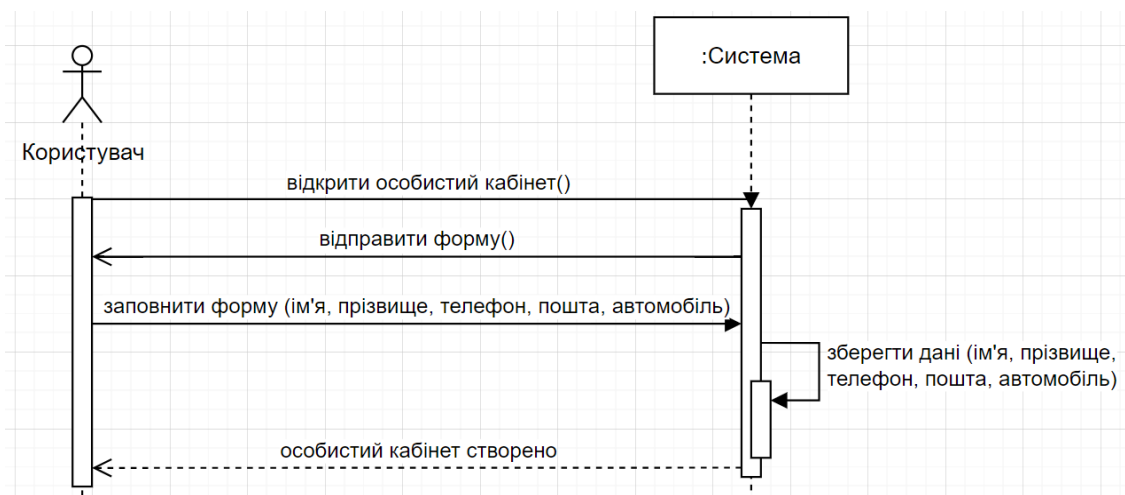 :Система
Користувач
відкрити особистий кабінет()
відправити форму()
заповнити форму (ім'я, прізвище, телефон, пошта, автомобіль)
зберегти дані (ім'я, прізвище,
телефон, пошта, автомобіль)
особистий кабінет створено